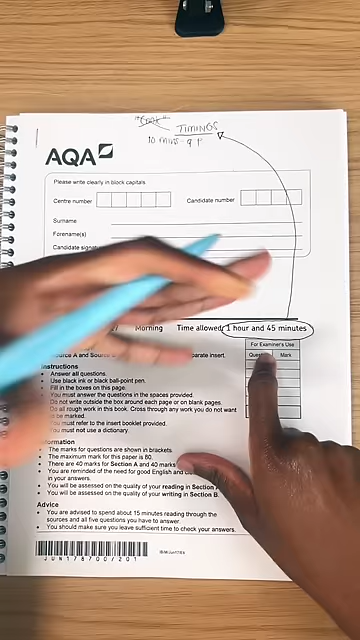 TIMINGS
10 mins - q 1
AQA
Please write clearly in block capitals
Centre number
Candidate number
Surname
Forename(s)
Candidate
Morning
Time allowed: 1 hour and 45 minutes
For Examiner's Use
Mark
parate insert.
Instructions
• Answer all questions.
• Use black ink or black ball-point pen.
• Fill in the boxes on this page.
You must answer the questions in the spaces provided.
Do not write outside the box around each page or on blank pages.
Do all rough work in this book. Cross through any work you do not want
be marked.
must refer to the insert booklet provided.
must not use a dictionary.
• The marks for questions are shown in brackets.
• The maximum mark for this paper is 80.
• There are 40 marks for Section A and 40 marks
• You are reminded of the need for good English and
in your answers.
• You will be assessed on the quality of your reading in Section
• You will be assessed on the quality of your writing in Section B.
Advice
• You are advised to spend about 15 minutes reading through the
sources and all five questions you have to answer.
• You should make sure you leave sufficient time to check your answers.
JUN178700/201